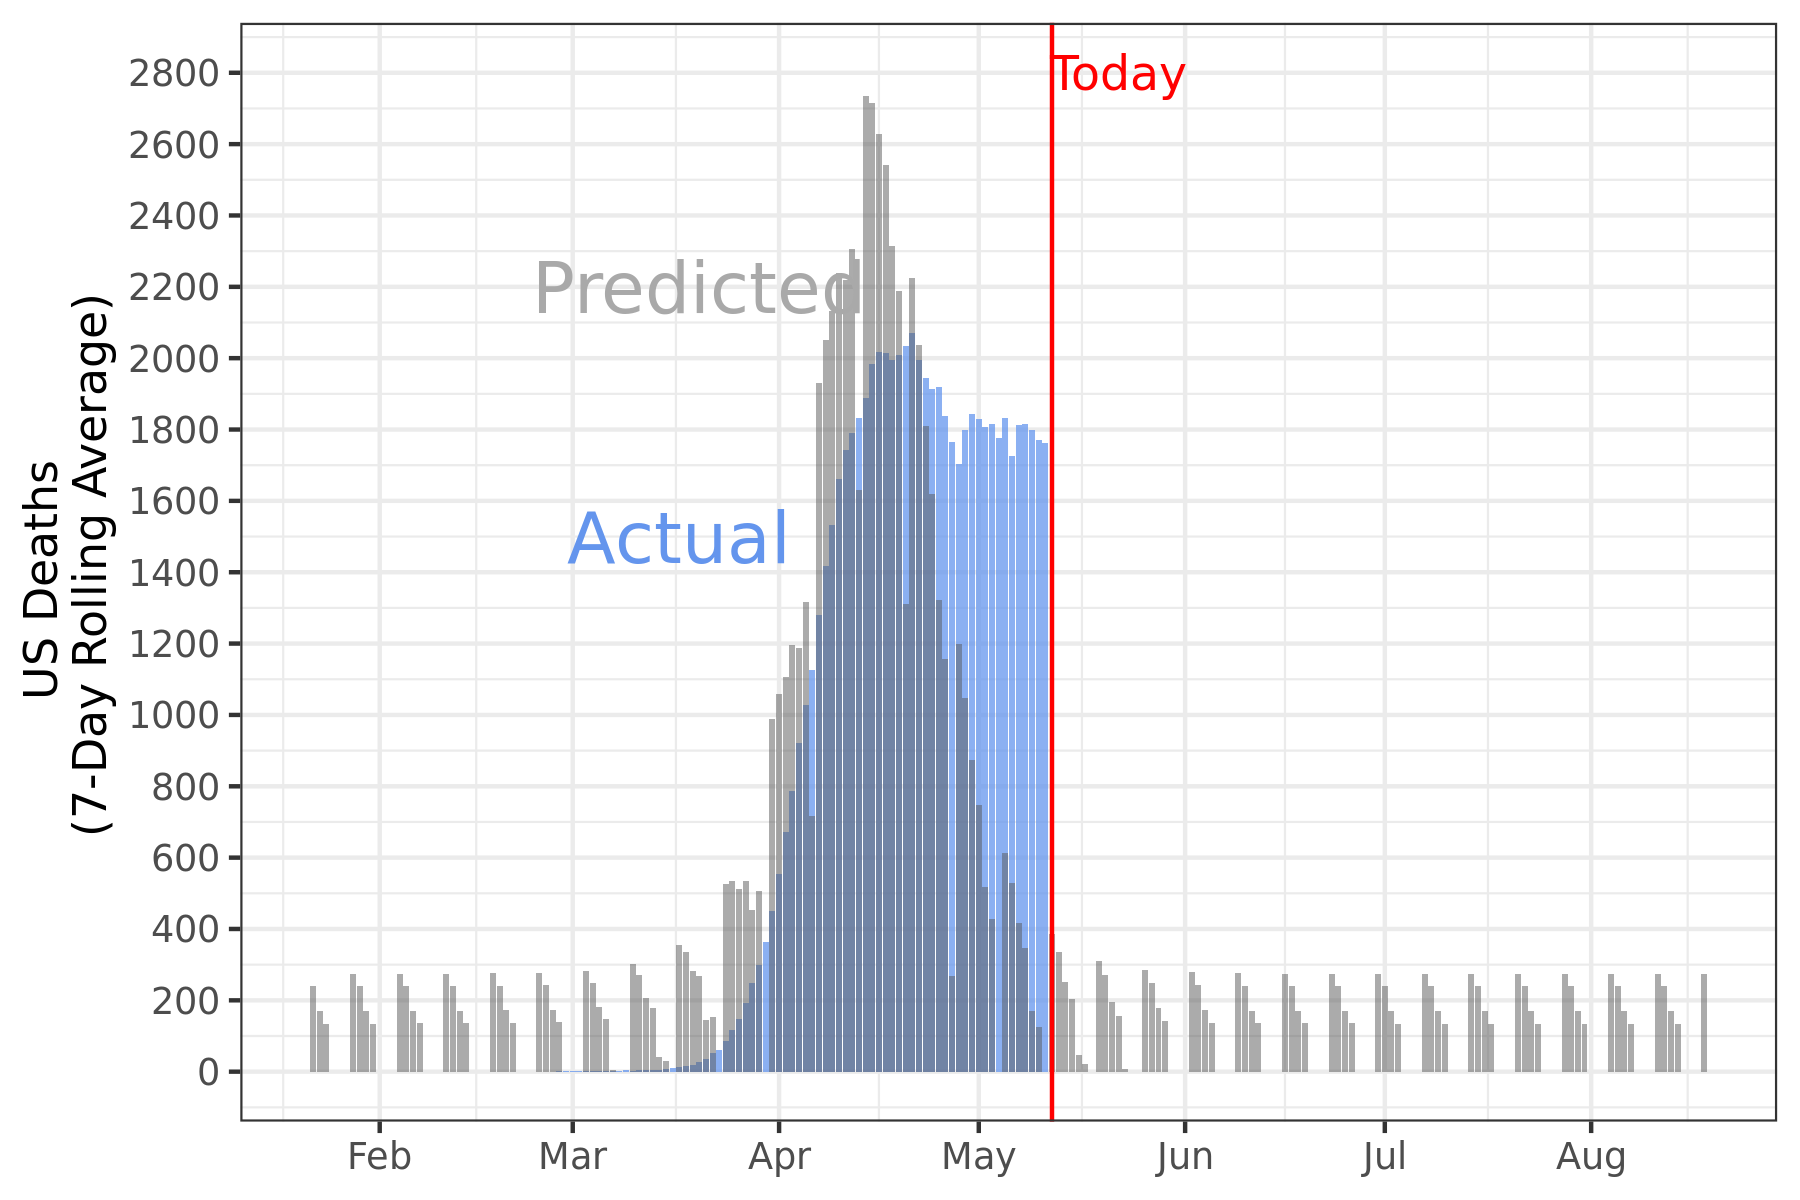 US Deaths
(7-Day Rolling Average)
2800
2600
2400
2200
2000
1800
1600
1400
1200
1000
800
600
400
200
0
Today
Predicted
Actual
Feb Mar Apr May Jun Jul Aug